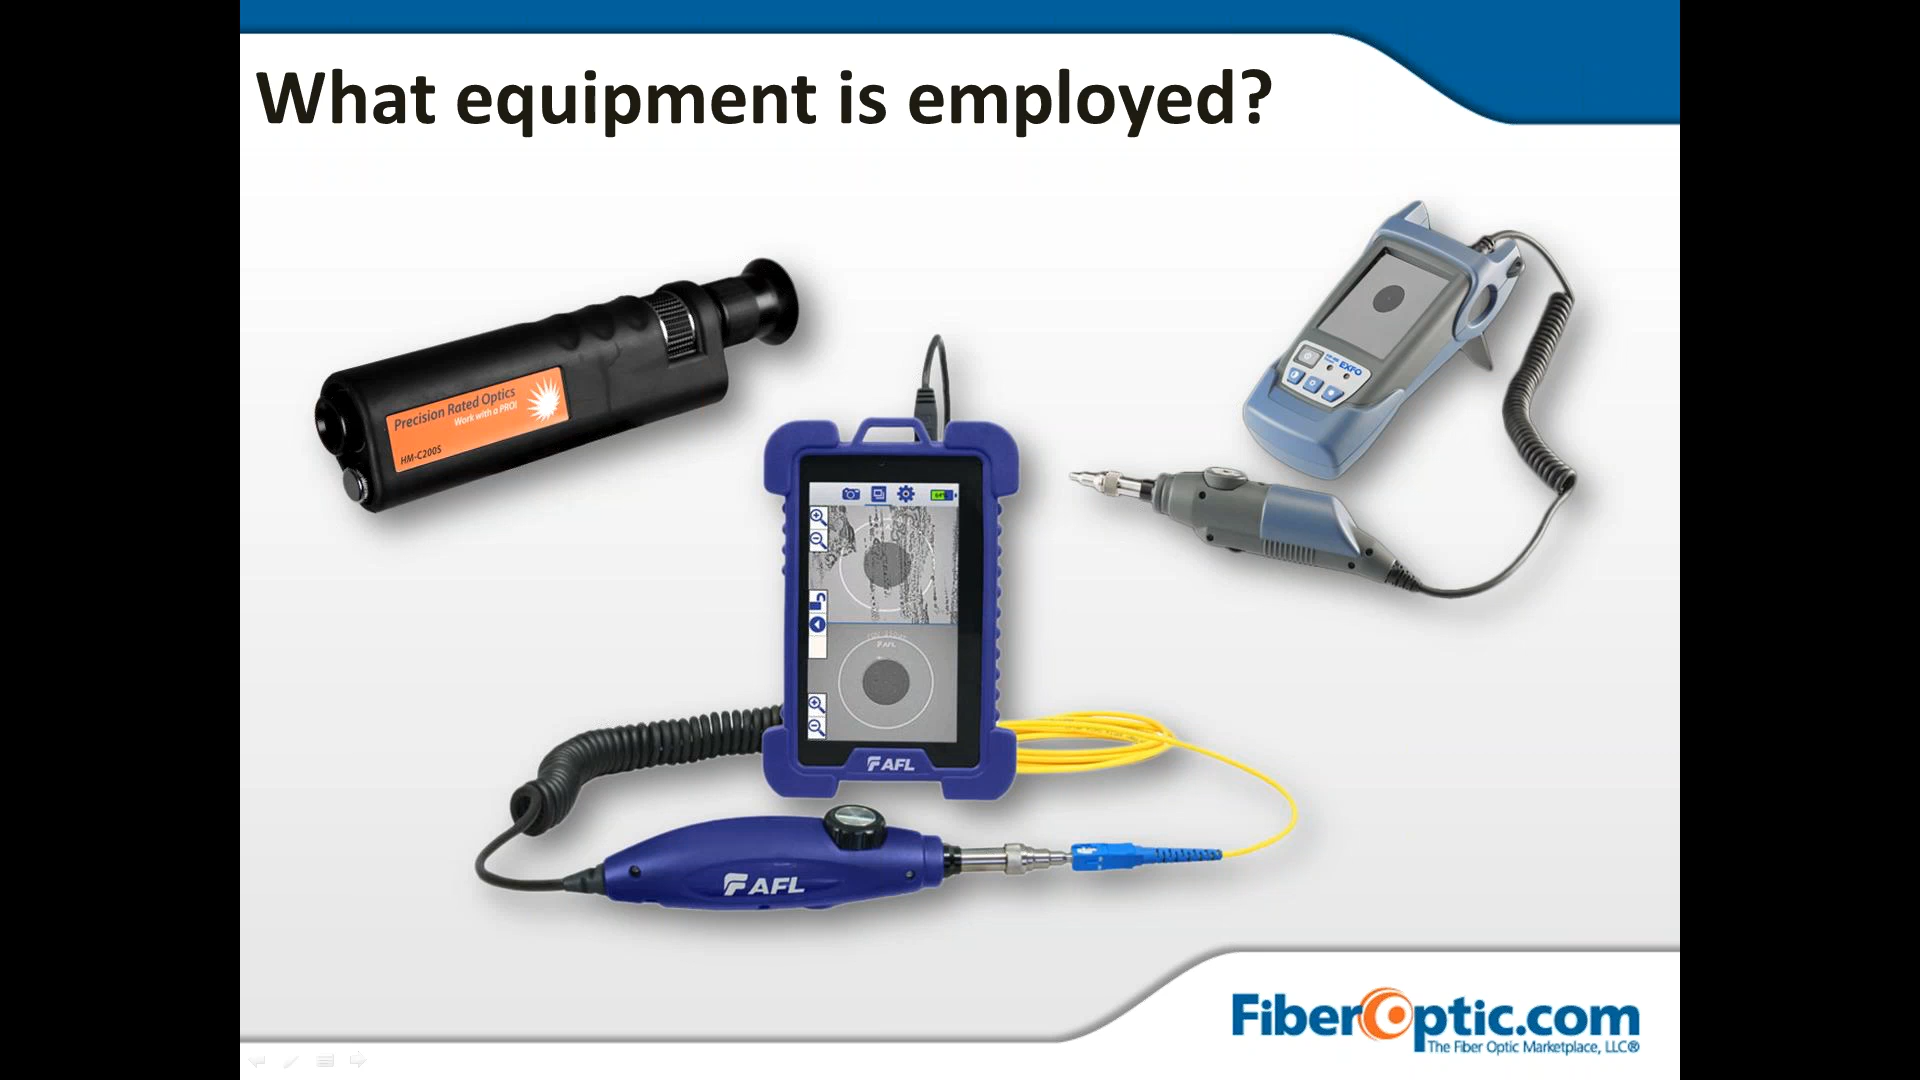 What equipment is employed?
Precision Rated Optics
Work with a PRO!
HM-C200S
EXFO
AFL
AFL
AFL
FiberOptic.com
The Fiber Optic Marketplace, LLC®